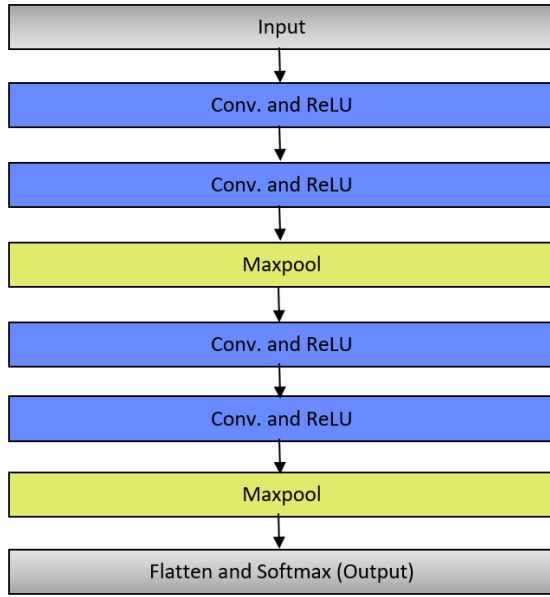 Input
Conv. and ReLU
Conv. and ReLU
Maxpool
Conv. and ReLU
Conv. and ReLU
Maxpool
Flatten and Softmax (Output)